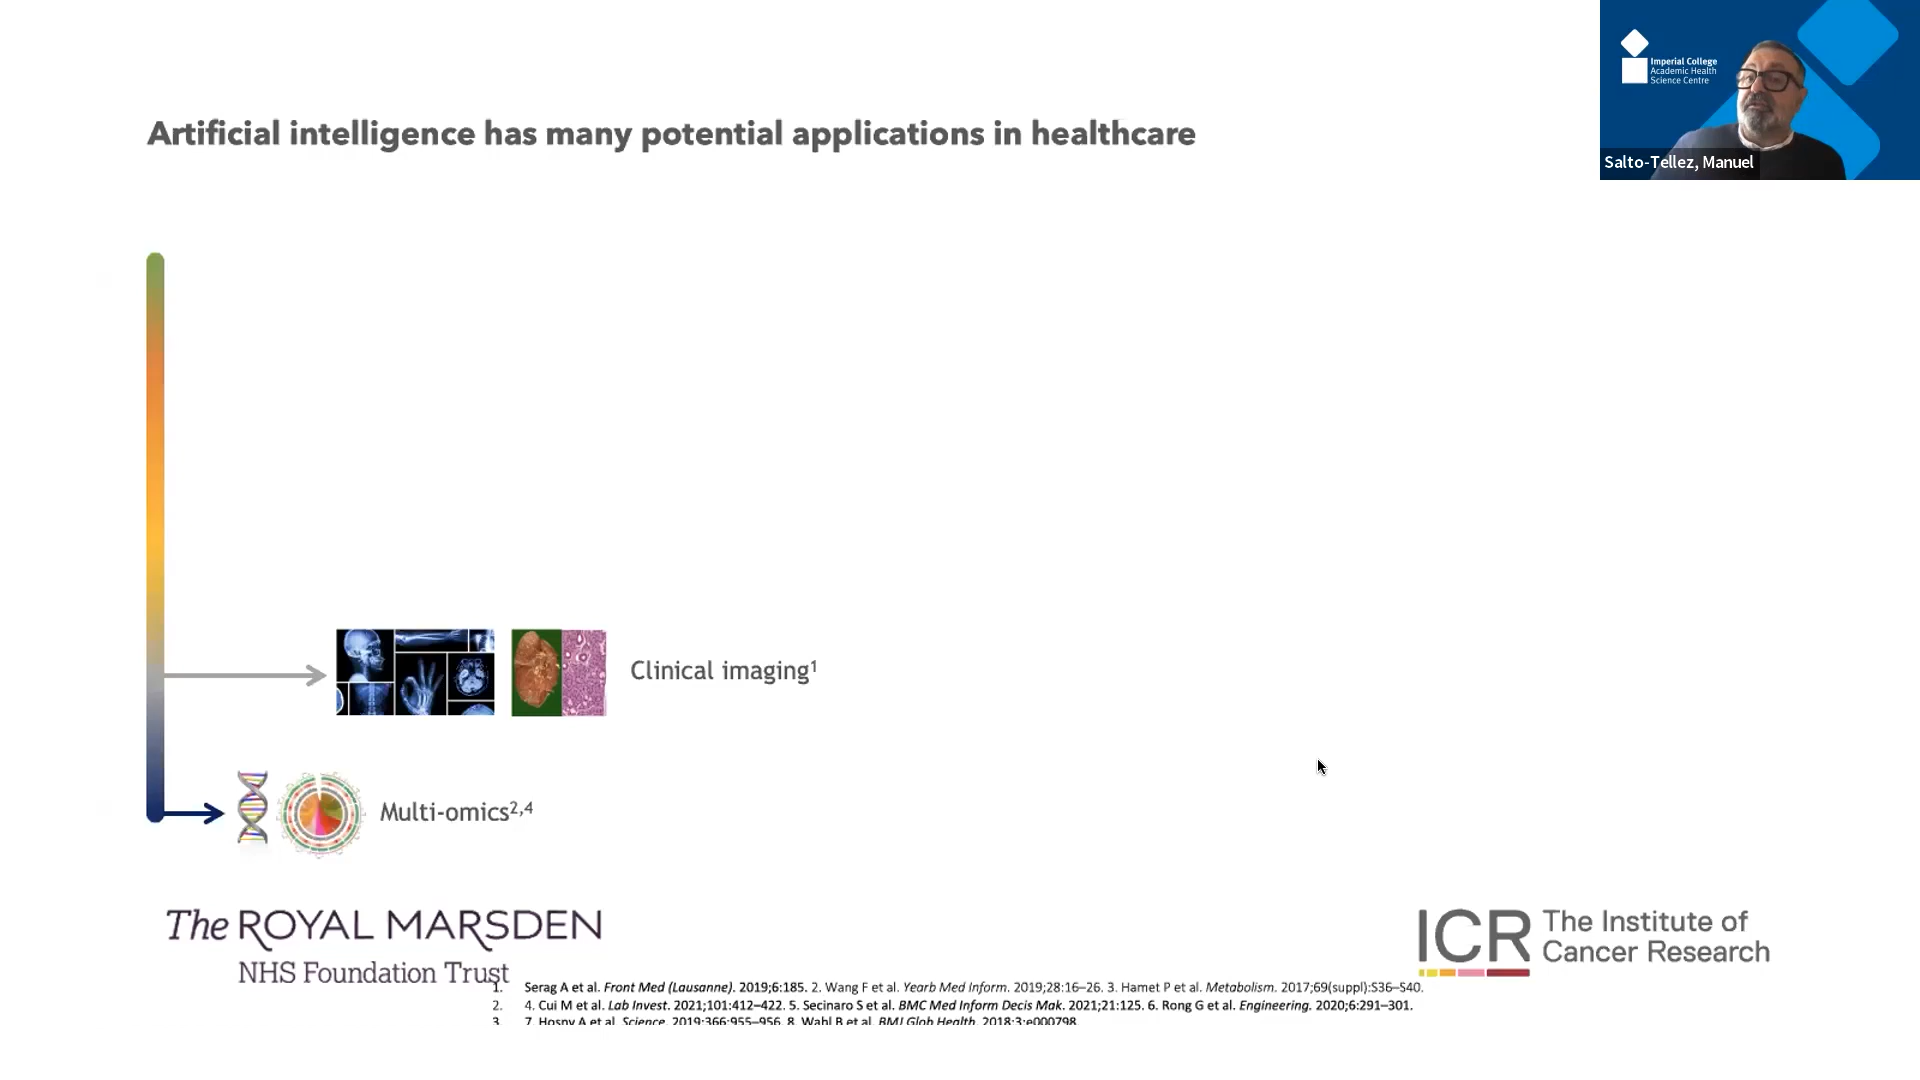 Imperial College
Academic Health
Science Centre
Salto-Tellez, Manuel
Artificial intelligence has many potential applications in healthcare
Clinical imaging¹
Multi-omics²,⁴
The ROYAL MARSDEN
NHS Foundation Trust
ICR The Institute of
Cancer Research
1. Serag A et al. Front Med (Lausanne). 2019;6:185. 2. Wang F et al. Yearb Med Inform. 2019;28:16–26. 3. Hamet P et al. Metabolism. 2017;69(suppl):S36–S40.
2. 4. Cui M et al. Lab Invest. 2021;101:412–422. 5. Secinaro S et al. BMC Med Inform Decis Mak. 2021;21:125. 6. Rong G et al. Engineering. 2020;6:291–301.
3. 7. Hosny A et al. Science. 2019;366:955–956. 8. Wahl B et al. BMJ Glob Health. 2018;3:e000798.